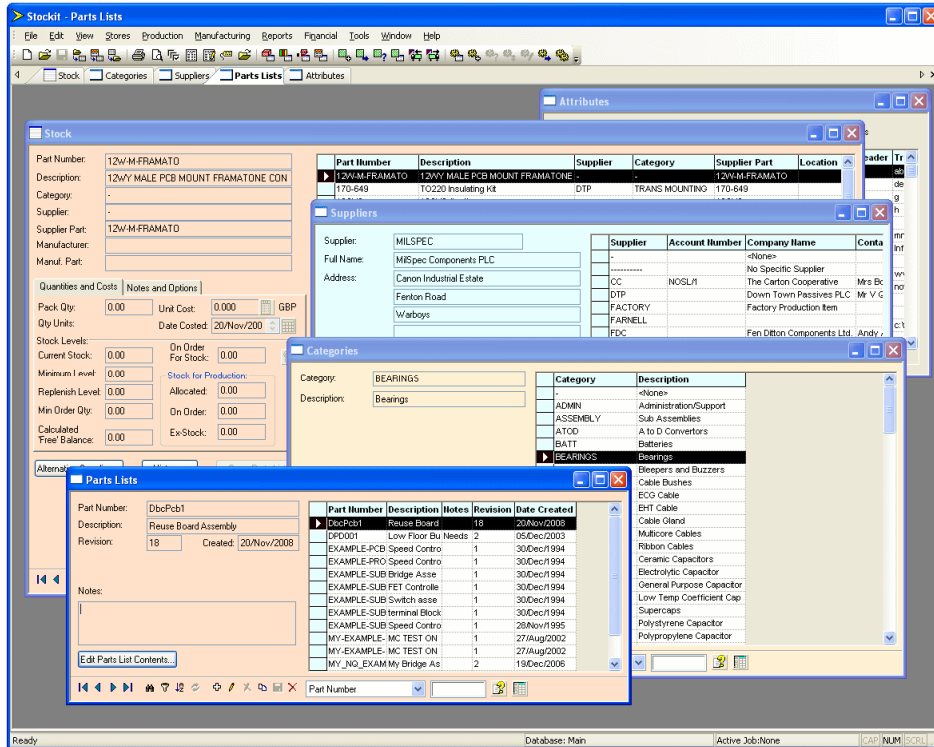 Stockit - Parts Lists
File Edit View Stores Production Manufacturing Reports Financial Tools Window Help
Stock Categories Suppliers Parts Lists Attributes
Attributes
Stock
Part Number: 12W-M-FRAMATO
Description: 12WY MALE PCB MOUNT FRAMATONE CON
Category: -
Supplier: -
Supplier Part: 12W-M-FRAMATO
Manufacturer:
Manuf. Part:
Quantities and Costs Notes and Options
Pack Qty: 0.00 Unit Cost: 0.000 GBP
Qty Units: Date Costed: 20/Nov/200
Stock Levels:
Current Stock: 0.00 On Order For Stock: 0.00
Minimum Level: 0.00 Stock for Production:
Replenish Level: 0.00 Allocated: 0.00
Min Order Qty: 0.00 On Order: 0.00
Calculated 'Free' Balance: 0.00 Ex-Stock: 0.00
Part Number Description Supplier Category Supplier Part Location
12W-M-FRAMATO 12WY MALE PCB MOUNT FRAMATONE - - 12W-M-FRAMATO
170-649 TO220 Insulating Kit DTP TRANS MOUNTING 170-649
Suppliers
Supplier: MILSPEC
Full Name: MilSpec Components PLC
Address: Canon Industrial Estate
Fenton Road
Warboys
Supplier Account Number Company Name Conta
- <None>
---------- No Specific Supplier
CC NOSL/1 The Carton Cooperative Mrs Bo
DTP Down Town Passives PLC Mr V G
FACTORY Factory Production Item
FARNELL
FDC Fen Ditton Components Ltd. Andy
Categories
Category: BEARINGS
Description: Bearings
Category Description
- <None>
ADMIN Administration/Support
ASSEMBLY Sub Assemblies
ATOD A to D Convertors
BATT Batteries
BEARINGS Bearings
Bleepers and Buzzers
Cable Bushes
ECG Cable
EHT Cable
Cable Gland
Multicore Cables
Ribbon Cables
Ceramic Capacitors
Electrolytic Capacitor
General Purpose Capacitor
Low Temp Coefficient Cap
Supercaps
Polystyrene Capacitor
Polypropylene Capacitor
Parts Lists
Part Number: DbcPcb1
Description: Reuse Board Assembly
Revision: 18 Created: 20/Nov/2008
Notes:
Edit Parts List Contents...
Part Number Description Notes Revision Date Created
DbcPcb1 Reuse Board 18 20/Nov/2008
DPD001 Low Floor Bu Needs 2 05/Dec/2003
EXAMPLE-PCB Speed Contro 1 30/Dec/1994
EXAMPLE-PRO Speed Contro 1 30/Dec/1994
EXAMPLE-SUB Bridge Asse 1 30/Dec/1994
EXAMPLE-SUB FET Controlle 1 30/Dec/1994
EXAMPLE-SUB Switch asse 1 30/Dec/1994
EXAMPLE-SUB terminal Block 1 30/Dec/1994
EXAMPLE-SUB Speed Contro 1 28/Nov/1995
MY-EXAMPLE- MC TEST ON 1 27/Aug/2002
MY-EXAMPLE- MC TEST ON 1 27/Aug/2002
MY_NQ_EXAM My Bridge As 2 19/Dec/2006
Part Number
Ready Database: Main Active Job:None CAP NUM SCRL